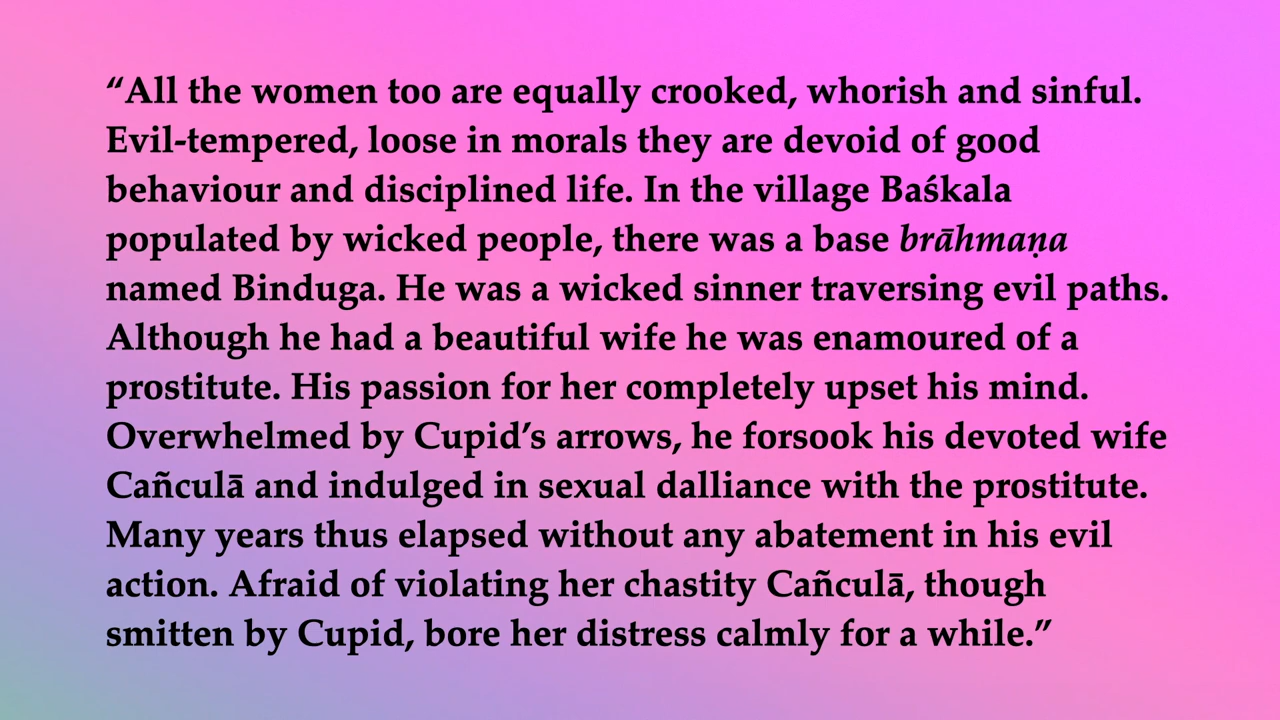 “All the women too are equally crooked, whorish and sinful.
Evil-tempered, loose in morals they are devoid of good
behaviour and disciplined life. In the village Baśkala
populated by wicked people, there was a base brāhmaṇa
named Binduga. He was a wicked sinner traversing evil paths.
Although he had a beautiful wife he was enamoured of a
prostitute. His passion for her completely upset his mind.
Overwhelmed by Cupid’s arrows, he forsook his devoted wife
Cañculā and indulged in sexual dalliance with the prostitute.
Many years thus elapsed without any abatement in his evil
action. Afraid of violating her chastity Cañculā, though
smitten by Cupid, bore her distress calmly for a while.”